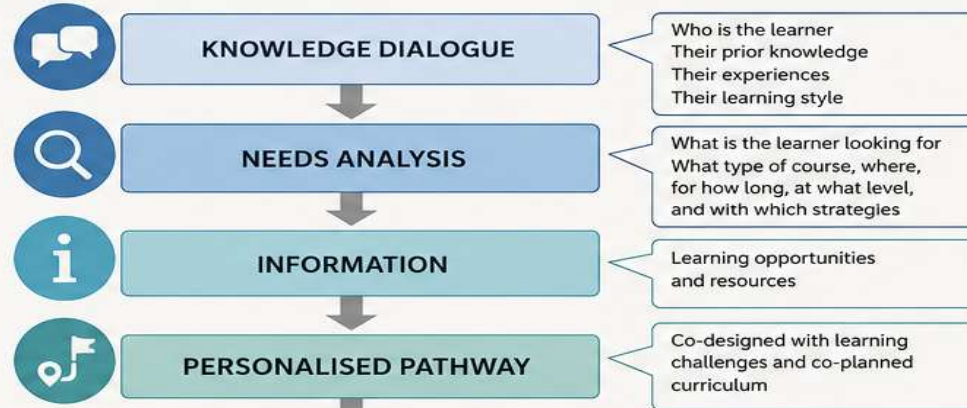 KNOWLEDGE DIALOGUE
Who is the learner
Their prior knowledge
Their experiences
Their learning style
NEEDS ANALYSIS
What is the learner looking for
What type of course, where,
for how long, at what level,
and with which strategies
INFORMATION
Learning opportunities
and resources
PERSONALISED PATHWAY
Co-designed with learning
challenges and co-planned
curriculum